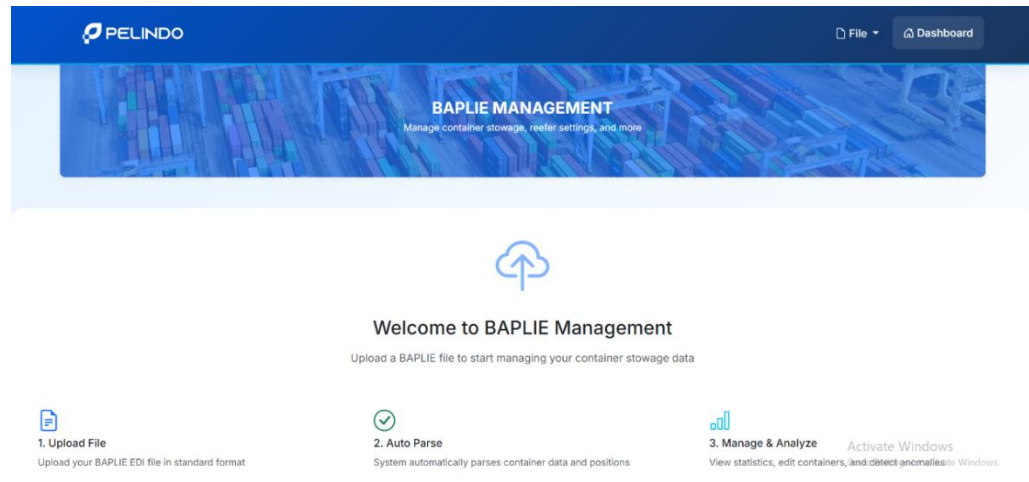 PELINDO
File
Dashboard
BAPLIE MANAGEMENT
Manage container stowage, reefer settings, and more
Welcome to BAPLIE Management
Upload a BAPLIE file to start managing your container stowage data
1. Upload File
Upload your BAPLIE EDI file in standard format
2. Auto Parse
System automatically parses container data and positions
3. Manage & Analyze
View statistics, edit containers, and detect anomalies
Activate Windows
Windows.